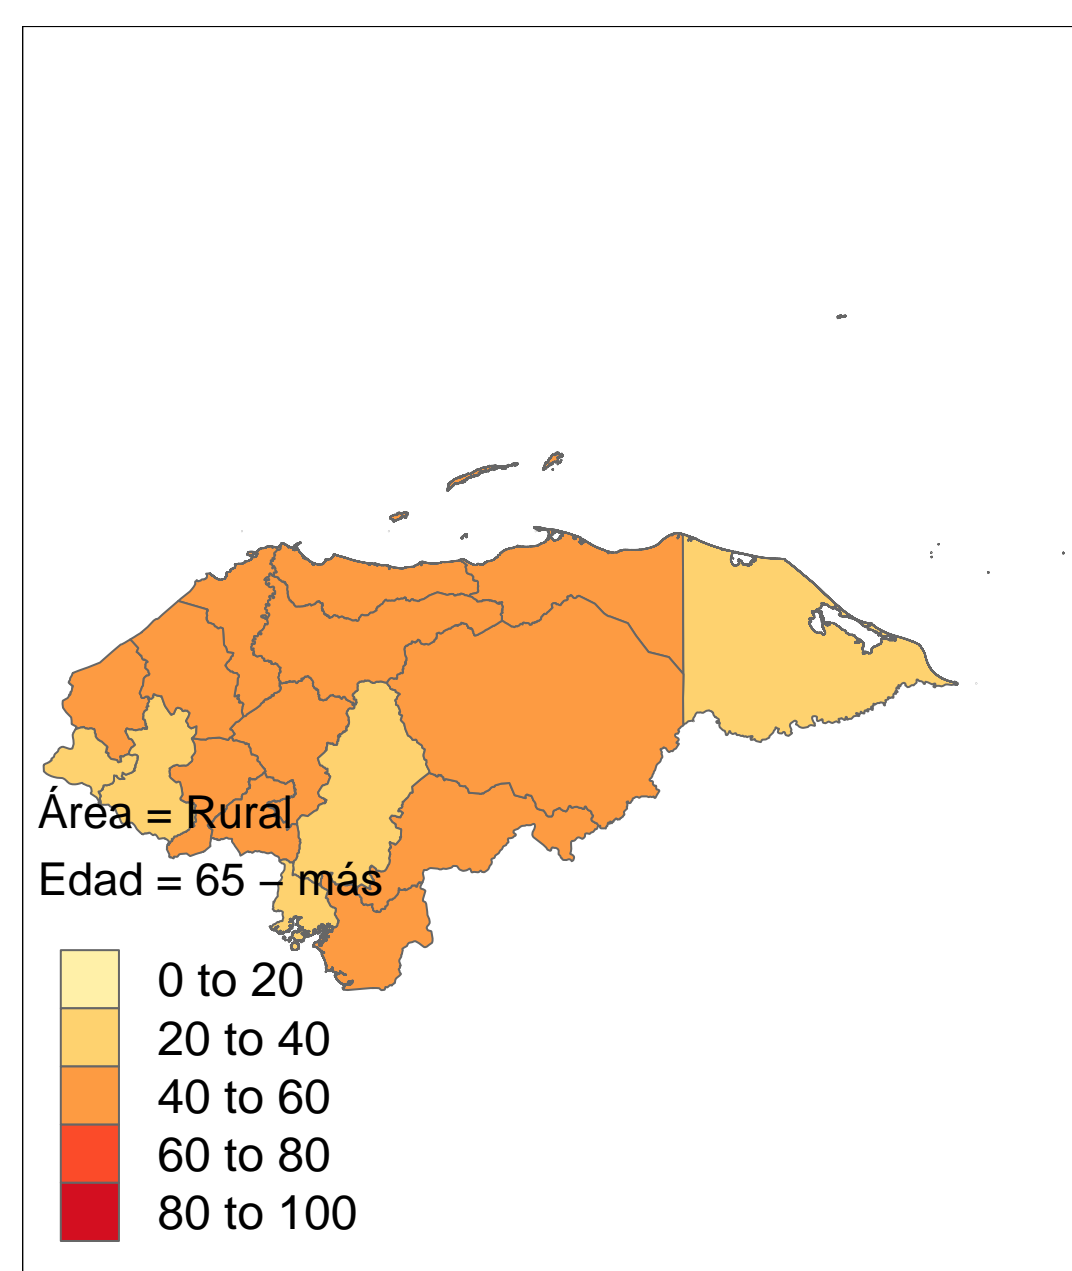 Área = Rural
Edad = 65 – más
0 to 20
20 to 40
40 to 60
60 to 80
80 to 100